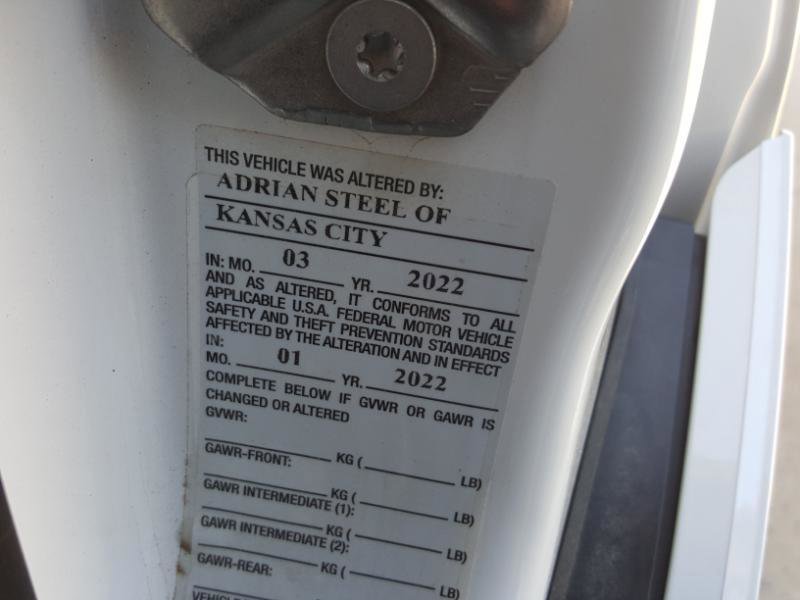 THIS VEHICLE WAS ALTERED BY:
ADRIAN STEEL OF
KANSAS CITY
IN: MO. 03 YR. 2022
AND AS ALTERED, IT CONFORMS TO ALL
APPLICABLE U.S.A. FEDERAL MOTOR VEHICLE
SAFETY AND THEFT PREVENTION STANDARDS
AFFECTED BY THE ALTERATION AND IN EFFECT
IN:
MO. 01 YR. 2022
COMPLETE BELOW IF GVWR OR GAWR IS
CHANGED OR ALTERED
GVWR:
KG ( LB)
GAWR-FRONT:
KG ( LB)
GAWR INTERMEDIATE (1):
KG ( LB)
GAWR INTERMEDIATE (2):
KG ( LB)
GAWR-REAR: